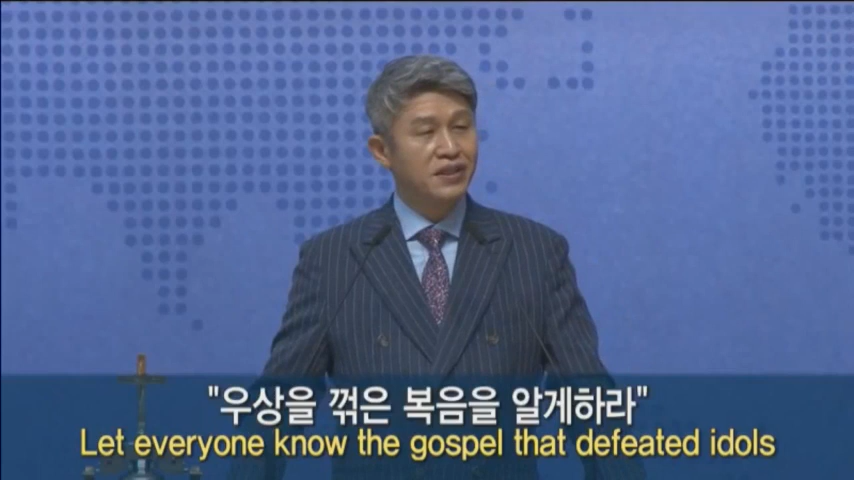 "우상을 꺾은 복음을 알게하라"
Let everyone know the gospel that defeated idols